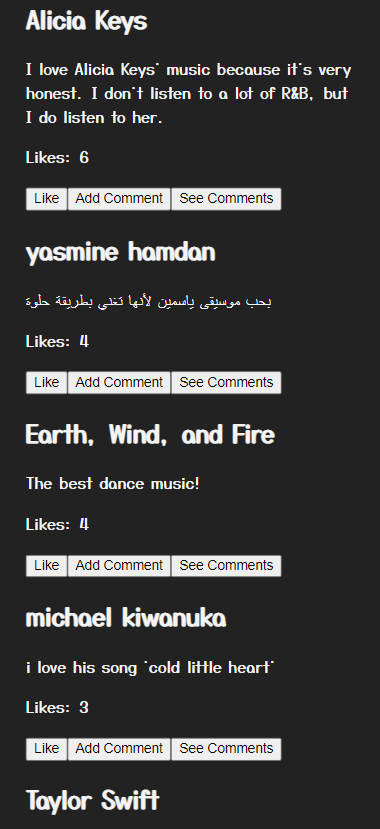 Alicia Keys
I love Alicia Keys' music because it's very
honest. I don't listen to a lot of R&B, but
I do listen to her.
Likes: 6
Like Add Comment See Comments
yasmine hamdan
بحب موسيقى ياسمين لأنها تغني بطريقة حلوة
Likes: 4
Like Add Comment See Comments
Earth, Wind, and Fire
The best dance music!
Likes: 4
Like Add Comment See Comments
michael kiwanuka
i love his song 'cold little heart'
Likes: 3
Like Add Comment See Comments
Taylor Swift